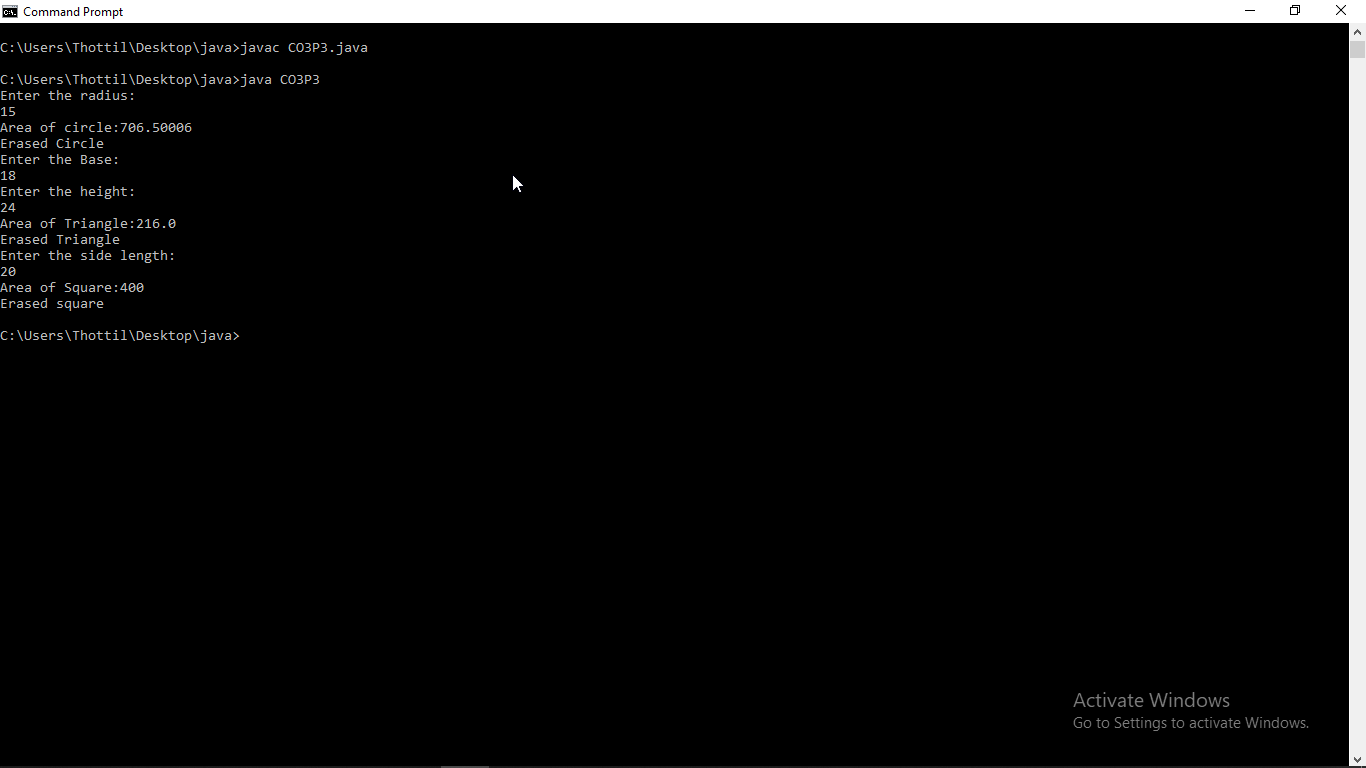 Command Prompt
C:\Users\Thottil\Desktop\java>javac CO3P3.java
C:\Users\Thottil\Desktop\java>java CO3P3
Enter the radius:
15
Area of circle:706.50006
Erased Circle
Enter the Base:
18
Enter the height:
24
Area of Triangle:216.0
Erased Triangle
Enter the side length:
20
Area of Square:400
Erased square
C:\Users\Thottil\Desktop\java>
Activate Windows
Go to Settings to activate Windows.